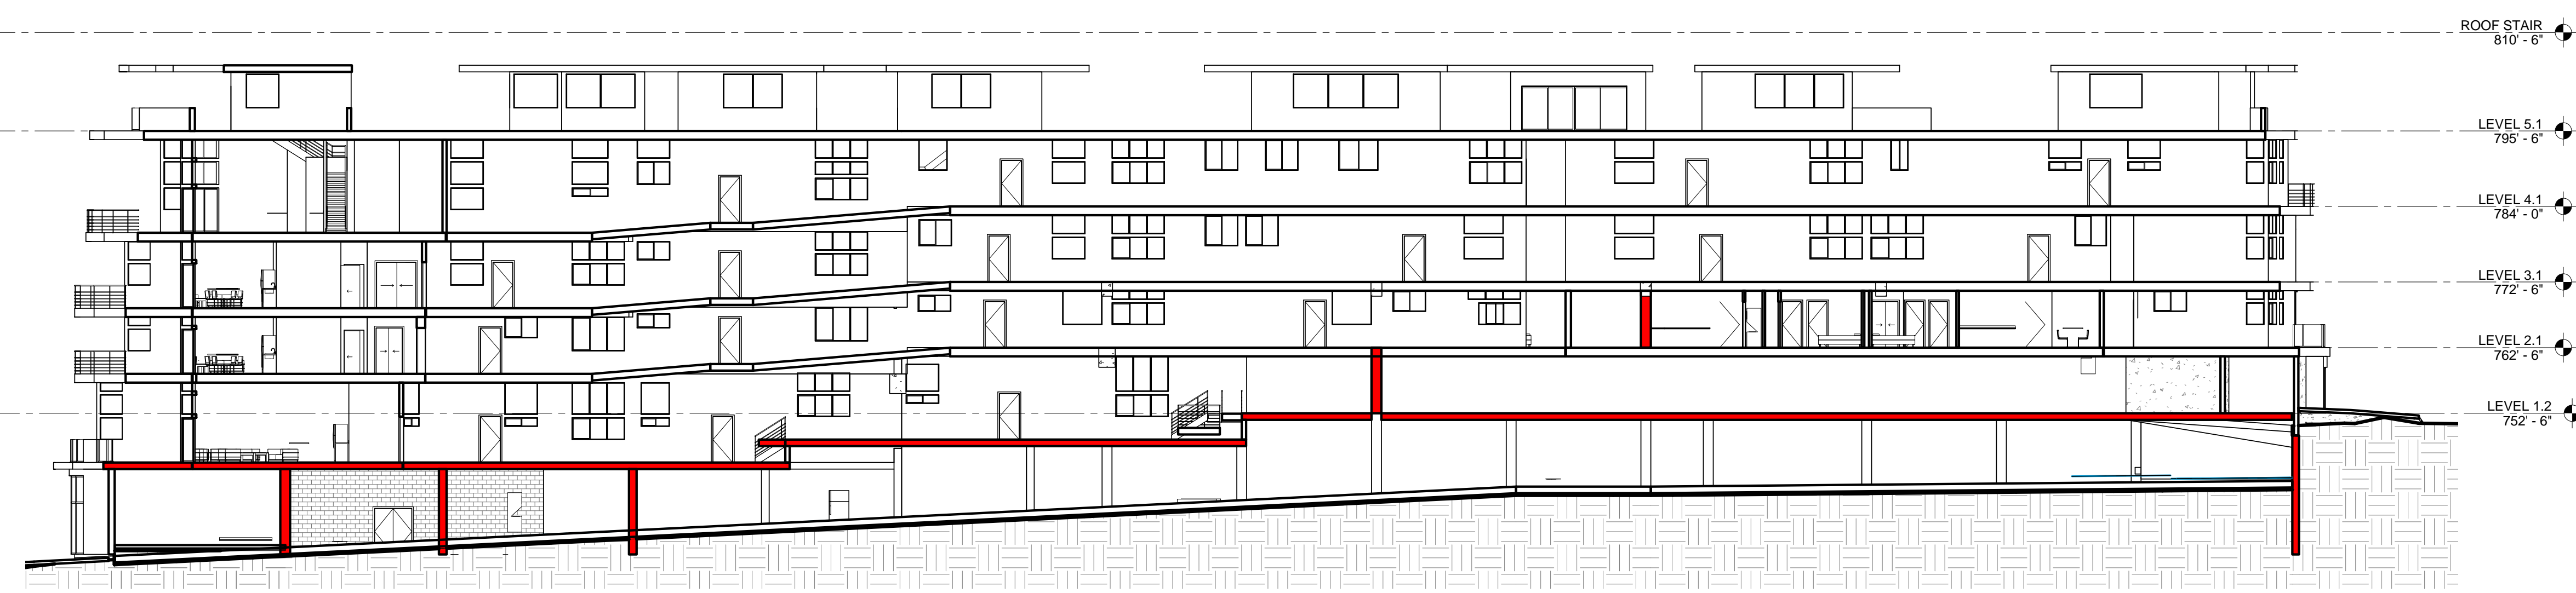 ROOF STAIR
810' - 6"
LEVEL 5.1
795' - 6"
LEVEL 4.1
784' - 0"
LEVEL 3.1
772' - 6"
LEVEL 2.1
762' - 6"
LEVEL 1.2
752' - 6"